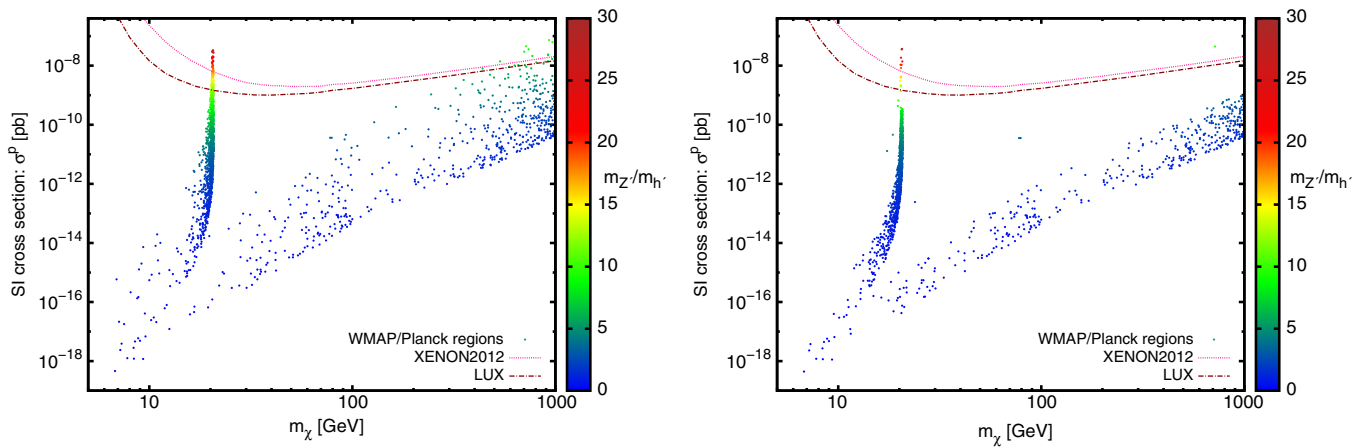 30
25
20
15
10
5
0
m_Z′/m_h′
10^-8
10^-10
10^-12
10^-14
10^-16
10^-18
SI cross section: σ^p [pb]
10
100
1000
m_χ [GeV]
WMAP/Planck regions
XENON2012
LUX
30
25
20
15
10
5
0
m_Z′/m_h′
10^-8
10^-10
10^-12
10^-14
10^-16
10^-18
SI cross section: σ^p [pb]
10
100
1000
m_χ [GeV]
WMAP/Planck regions
XENON2012
LUX